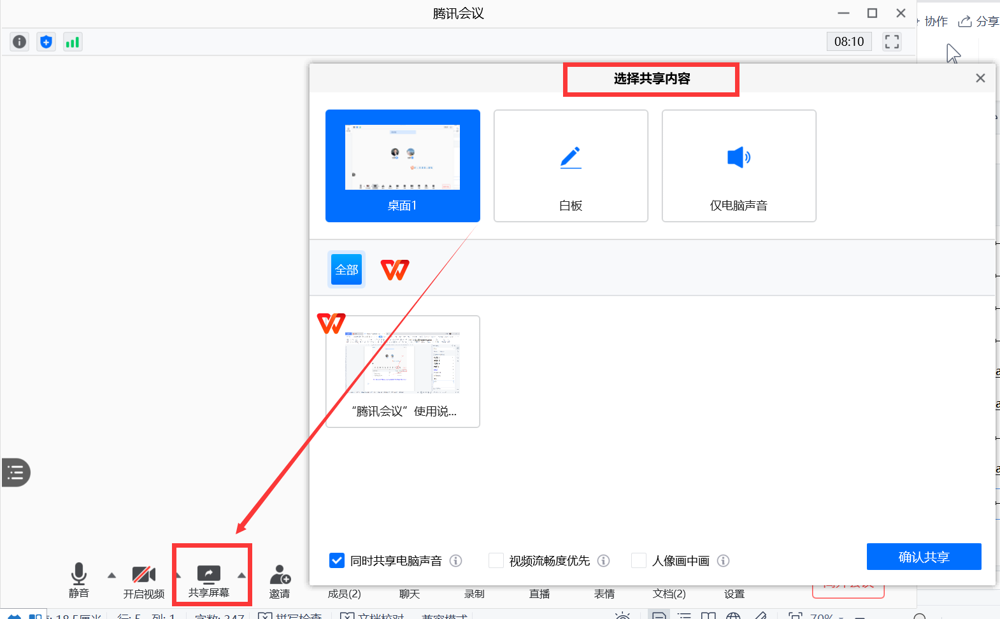 腾讯会议
协作 分享
08:10
选择共享内容
桌面1
白板
仅电脑声音
全部
“腾讯会议”使用说...
同时共享电脑声音
视频流畅度优先
人像画中画
确认共享
静音
开启视频
共享屏幕
邀请
成员(2)
聊天
录制
直播
表情
文档(2)
设置
离开会议
18.5厘米 行: 5 列: 1 字数: 347 拼写检查 文档校对 兼容模式 70%